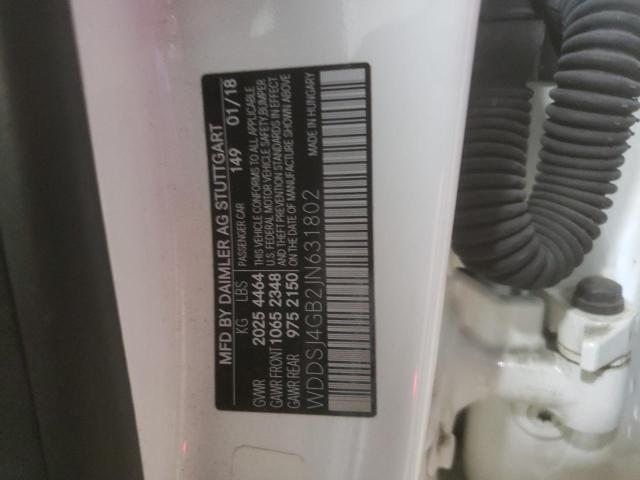 MFD BY DAIMLER AG STUTTGART
KG LBS PASSENGER CAR 149 01/18
GVWR 2025 4464 THIS VEHICLE CONFORMS TO ALL APPLICABLE
GAWR FRONT 1065 2348 U.S. FEDERAL MOTOR VEHICLE SAFETY, BUMPER
AND THEFT PREVENTION STANDARDS IN EFFECT
GAWR REAR 975 2150 ON THE DATE OF MANUFACTURE SHOWN ABOVE
WDDSJ4GB2JN631802 MADE IN HUNGARY